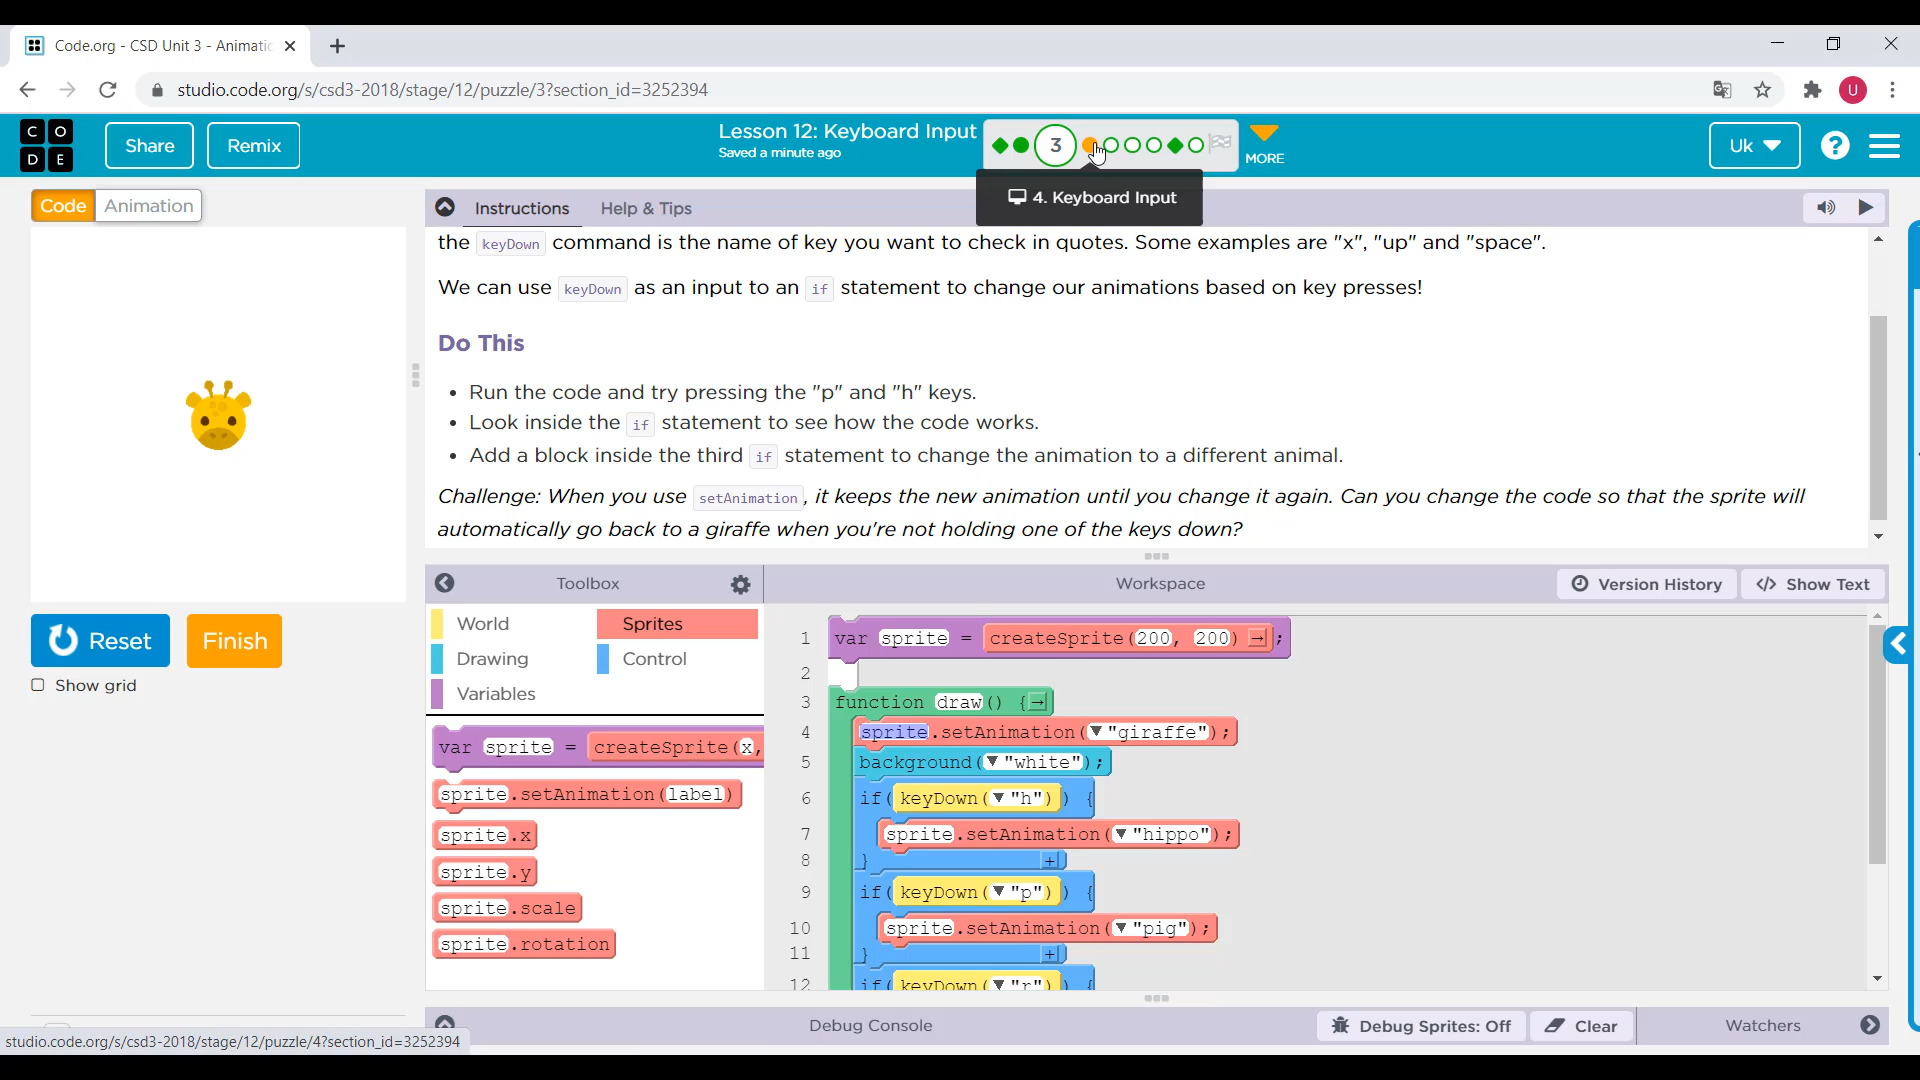 Code.org - CSD Unit 3 - Animatic
studio.code.org/s/csd3-2018/stage/12/puzzle/3?section_id=3252394
U
C O
D E
Share
Remix
Lesson 12: Keyboard Input
Saved a minute ago
3
MORE
Uk
?
4. Keyboard Input
Code
Animation
Instructions
Help & Tips
the keyDown command is the name of key you want to check in quotes. Some examples are "x", "up" and "space".
We can use keyDown as an input to an if statement to change our animations based on key presses!
Do This
• Run the code and try pressing the "p" and "h" keys.
• Look inside the if statement to see how the code works.
• Add a block inside the third if statement to change the animation to a different animal.
Challenge: When you use setAnimation, it keeps the new animation until you change it again. Can you change the code so that the sprite will
automatically go back to a giraffe when you're not holding one of the keys down?
Reset
Finish
Show grid
Toolbox
Workspace
Version History
</> Show Text
World
Sprites
Drawing
Control
Variables
var sprite = createSprite(x,
sprite.setAnimation(label)
sprite.x
sprite.y
sprite.scale
sprite.rotation
1 var sprite = createSprite(200, 200) → ;
2
3 function draw() { →
4 sprite.setAnimation(▼ "giraffe");
5 background(▼ "white");
6 if( keyDown(▼ "h") ) {
7 sprite.setAnimation(▼ "hippo");
8 } +
9 if( keyDown(▼ "p") ) {
10 sprite.setAnimation(▼ "pig");
11 } +
12 if( keyDown(▼ "r") ) {
Debug Console
Debug Sprites: Off
Clear
Watchers
studio.code.org/s/csd3-2018/stage/12/puzzle/4?section_id=3252394